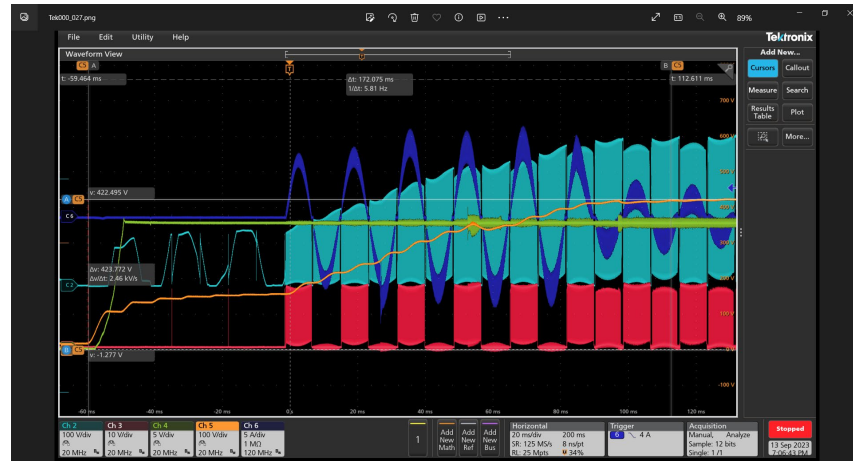 Tek000_027.png
89%
File Edit Utility Help
Tektronix
Waveform View
Add New...
C5 A
B C5
t: -59.464 ms
Δt: 172.075 ms
1/Δt: 5.81 Hz
t: 112.611 ms
Cursors Callout
Measure Search
Results Table Plot
More...
700 V
600 V
500 V
400 V
300 V
200 V
100 V
0 V
-100 V
A C5
v: 422.495 V
C6
Δv: 423.772 V
Δv/Δt: 2.46 kV/s
C2
B C5
v: -1.277 V
-60 ms -40 ms -20 ms 0 s 20 ms 40 ms 60 ms 80 ms 100 ms 120 ms
Ch 2 Ch 3 Ch 4 Ch 5 Ch 6
100 V/div 10 V/div 5 V/div 100 V/div 5 A/div
1 MΩ
20 MHz 20 MHz 20 MHz 20 MHz 120 MHz
1
Add New Math
Add New Ref
Add New Bus
Horizontal
20 ms/div 200 ms
SR: 125 MS/s 8 ns/pt
RL: 25 Mpts 34%
Trigger
6 4 A
Acquisition
Manual, Analyze
Sample: 12 bits
Single: 1 /1
Stopped
13 Sep 2023
7:06:43 PM